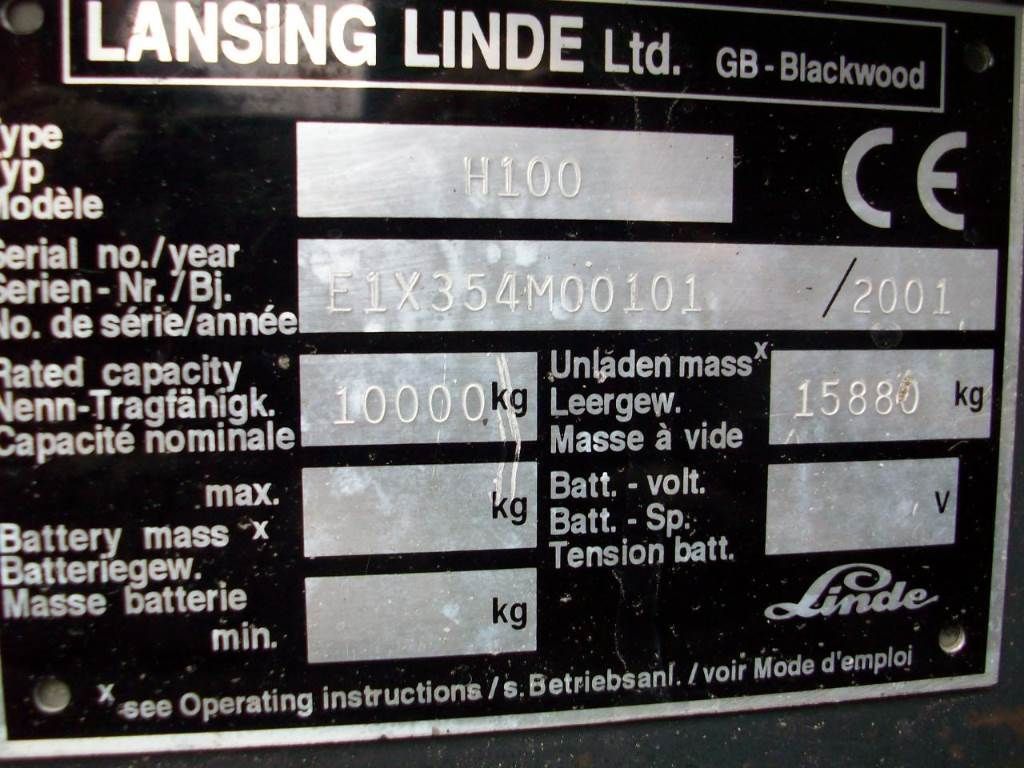 LANSING LINDE Ltd. GB - Blackwood
Type
Typ
Modèle
H100
CE
Serial no./year
Serien - Nr./Bj.
No. de série/année
E1X354M00101 /2001
Rated capacity
Nenn-Tragfähigk.
Capacité nominale
10000 kg
Unladen mass x
Leergew.
Masse à vide
15880 kg
max.
Battery mass x
Batteriegew.
Masse batterie
min.
kg
kg
Batt. - volt.
Batt. - Sp.
Tension batt.
V
Linde
x see Operating instructions / s. Betriebsanl. / voir Mode d'emploi